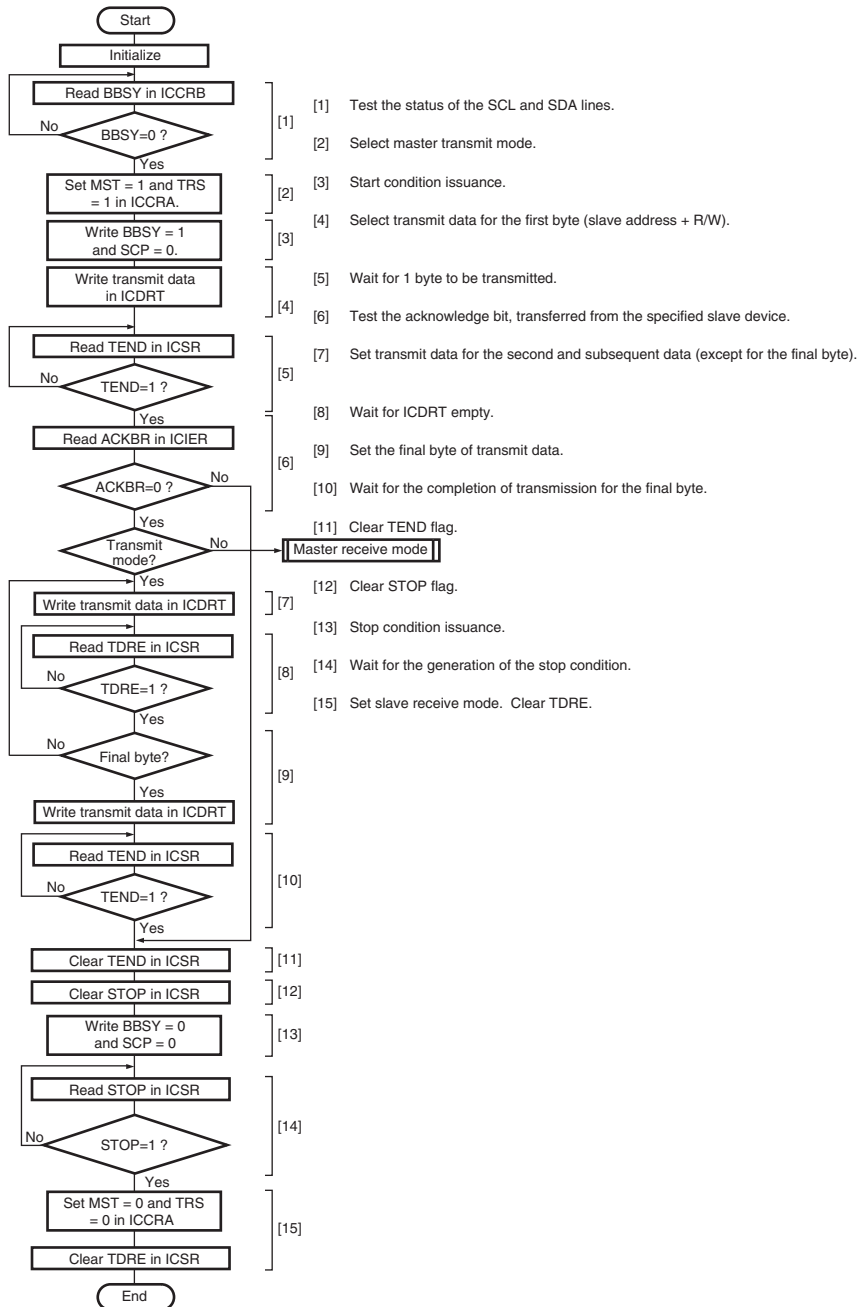 Start
Initialize
Read BBSY in ICCRB
No
BBSY=0 ?
[1]
Yes
Set MST = 1 and TRS
= 1 in ICCRA.
[2]
Write BBSY = 1
and SCP = 0.
[3]
Write transmit data
in ICDRT
[4]
Read TEND in ICSR
No
TEND=1 ?
[5]
Yes
Read ACKBR in ICIER
[6]
ACKBR=0 ?
No
Yes
Transmit
mode?
No
Master receive mode
Yes
Write transmit data in ICDRT
[7]
Read TDRE in ICSR
No
TDRE=1 ?
[8]
Yes
No
Final byte?
[9]
Yes
Write transmit data in ICDRT
Read TEND in ICSR
No
TEND=1 ?
[10]
Yes
Clear TEND in ICSR
[11]
Clear STOP in ICSR
[12]
Write BBSY = 0
and SCP = 0
[13]
Read STOP in ICSR
No
STOP=1 ?
[14]
Yes
Set MST = 0 and TRS
= 0 in ICCRA
[15]
Clear TDRE in ICSR
End
[1] Test the status of the SCL and SDA lines.
[2] Select master transmit mode.
[3] Start condition issuance.
[4] Select transmit data for the first byte (slave address + R/W).
[5] Wait for 1 byte to be transmitted.
[6] Test the acknowledge bit, transferred from the specified slave device.
[7] Set transmit data for the second and subsequent data (except for the final byte).
[8] Wait for ICDRT empty.
[9] Set the final byte of transmit data.
[10] Wait for the completion of transmission for the final byte.
[11] Clear TEND flag.
[12] Clear STOP flag.
[13] Stop condition issuance.
[14] Wait for the generation of the stop condition.
[15] Set slave receive mode. Clear TDRE.